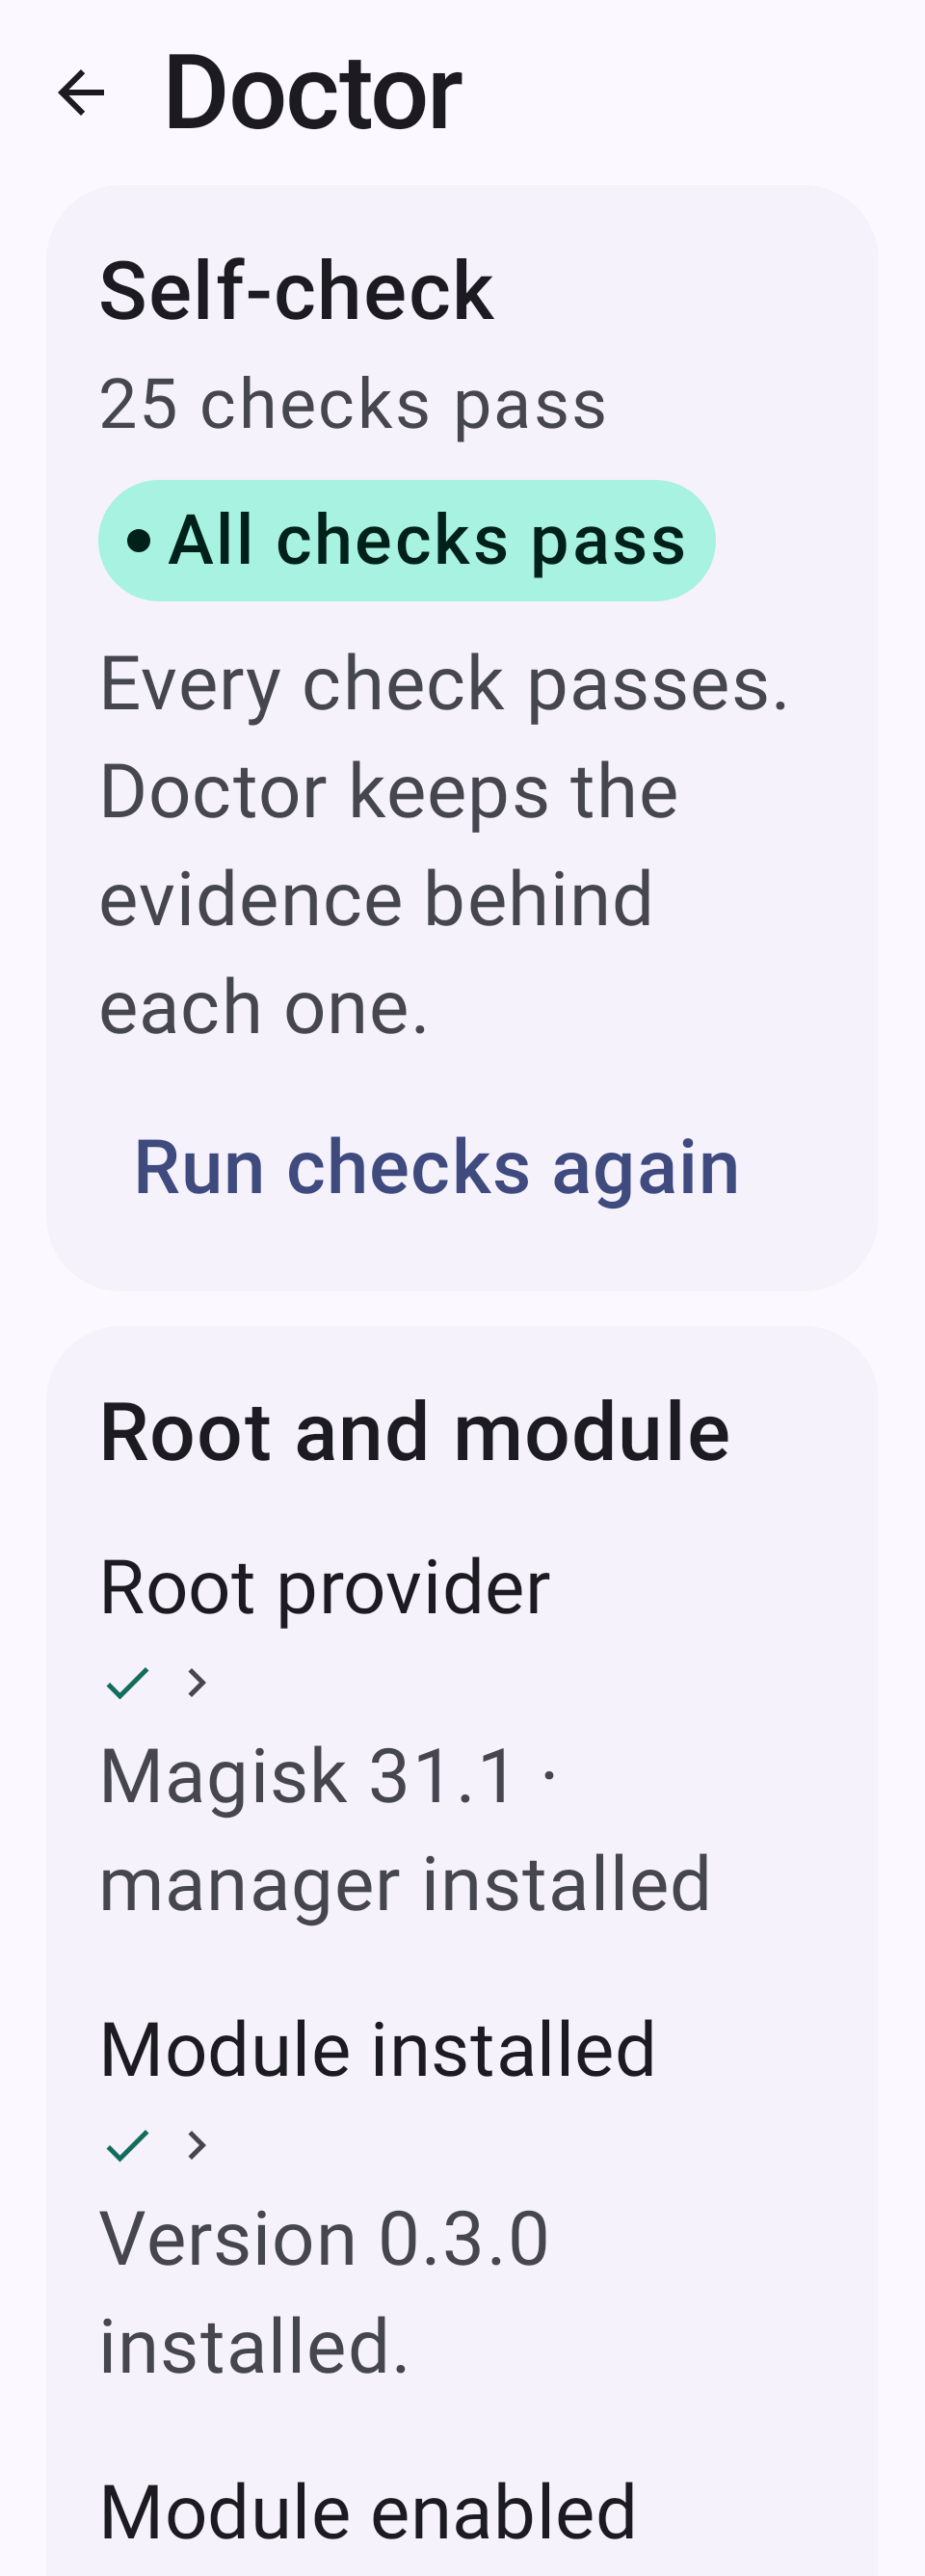 Doctor
Self-check
25 checks pass
All checks pass
Every check passes.
Doctor keeps the
evidence behind
each one.
Run checks again
Root and module
Root provider
Magisk 31.1 ·
manager installed
Module installed
Version 0.3.0
installed.
Module enabled